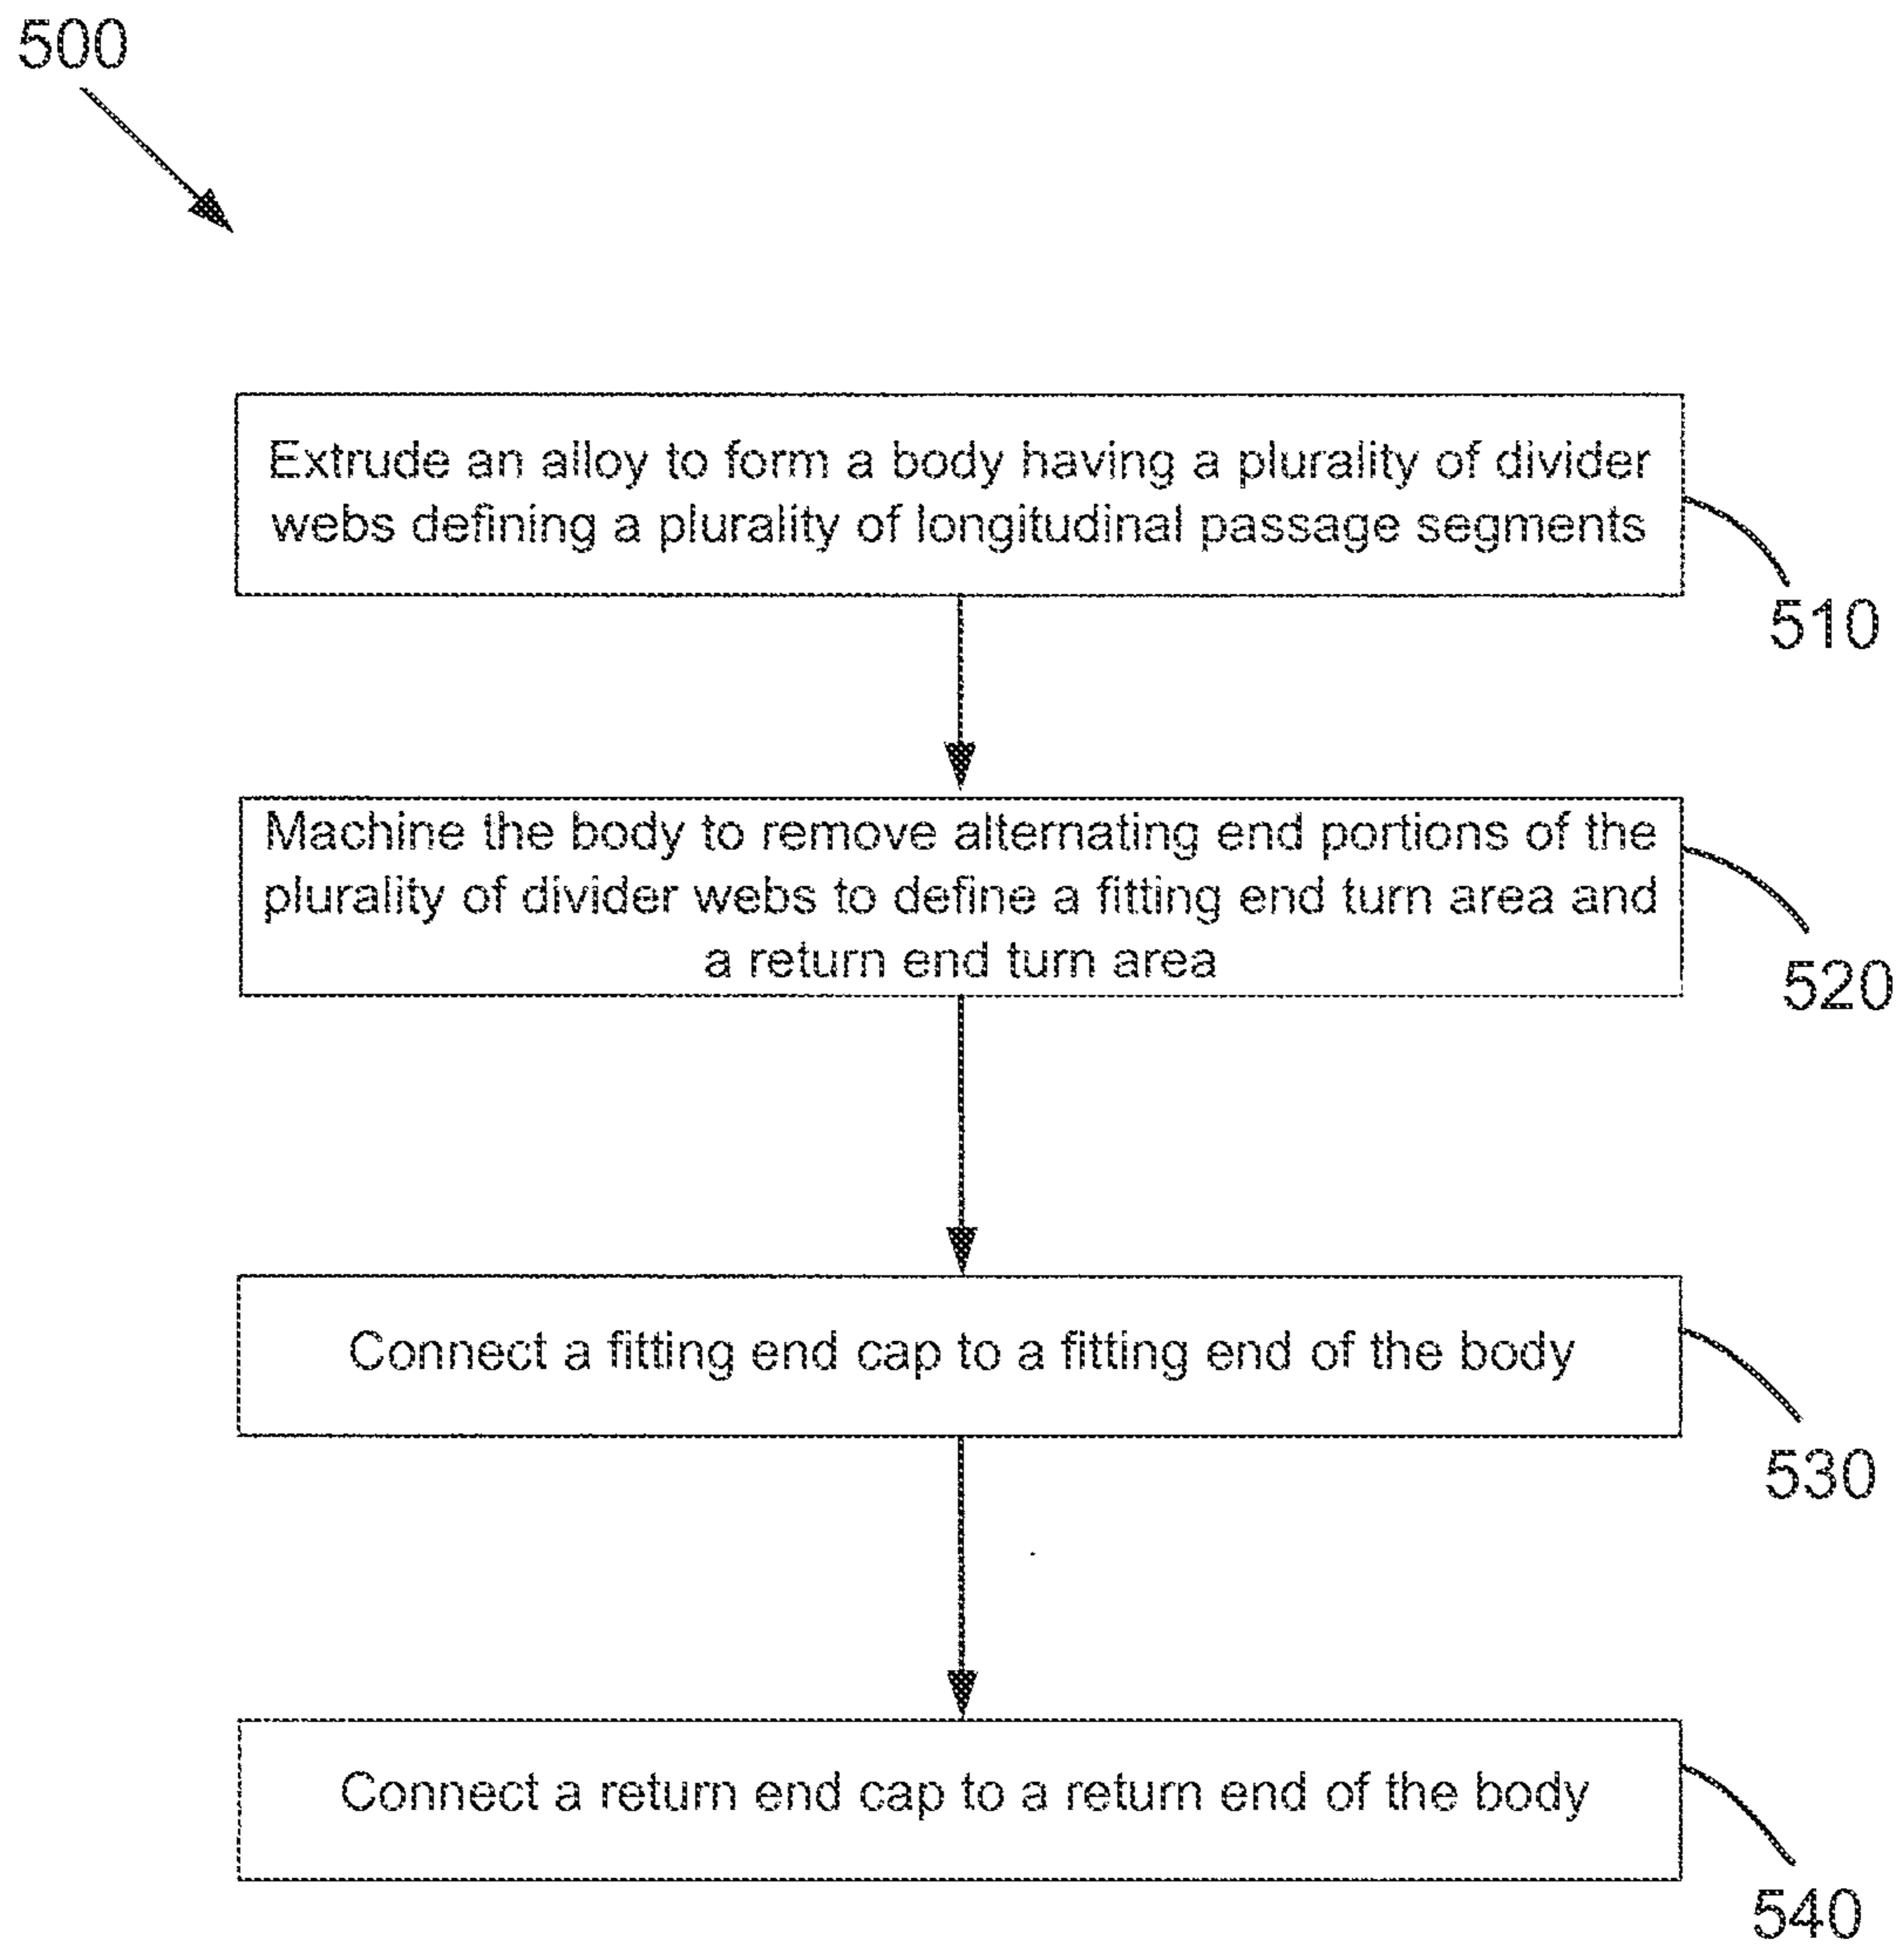 500
Extrude an alloy to form a body having a plurality of divider
webs defining a plurality of longitudinal passage segments
510
Machine the body to remove alternating end portions of the
plurality of divider webs to define a fitting end turn area and
a return end turn area
520
Connect a fitting end cap to a fitting end of the body
530
Connect a return end cap to a return end of the body
540